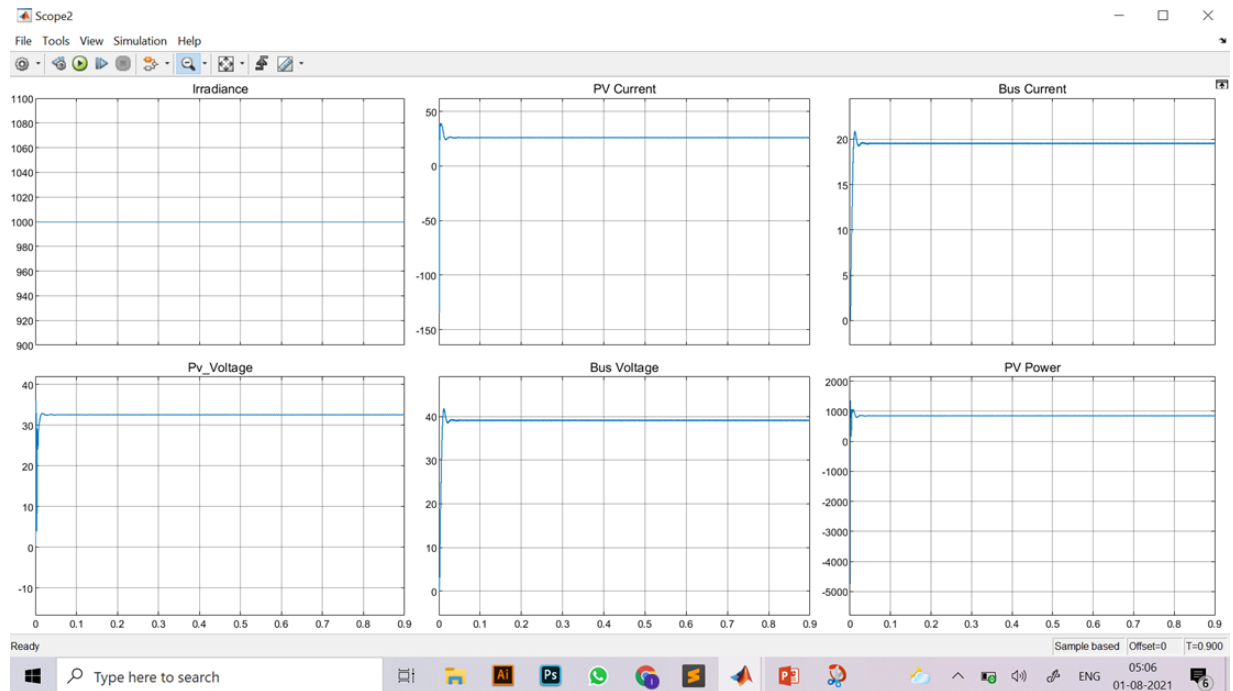 Scope2
File Tools View Simulation Help
Irradiance
1100
1080
1060
1040
1020
1000
980
960
940
920
900
PV Current
50
0
-50
-100
-150
Bus Current
20
15
10
5
0
Pv_Voltage
40
30
20
10
0
-10
0 0.1 0.2 0.3 0.4 0.5 0.6 0.7 0.8 0.9
Bus Voltage
40
30
20
10
0
0 0.1 0.2 0.3 0.4 0.5 0.6 0.7 0.8 0.9
PV Power
2000
1000
0
-1000
-2000
-3000
-4000
-5000
0 0.1 0.2 0.3 0.4 0.5 0.6 0.7 0.8 0.9
Ready
Sample based Offset=0 T=0.900
Type here to search
Ai
Ps
ENG
05:06
01-08-2021
6